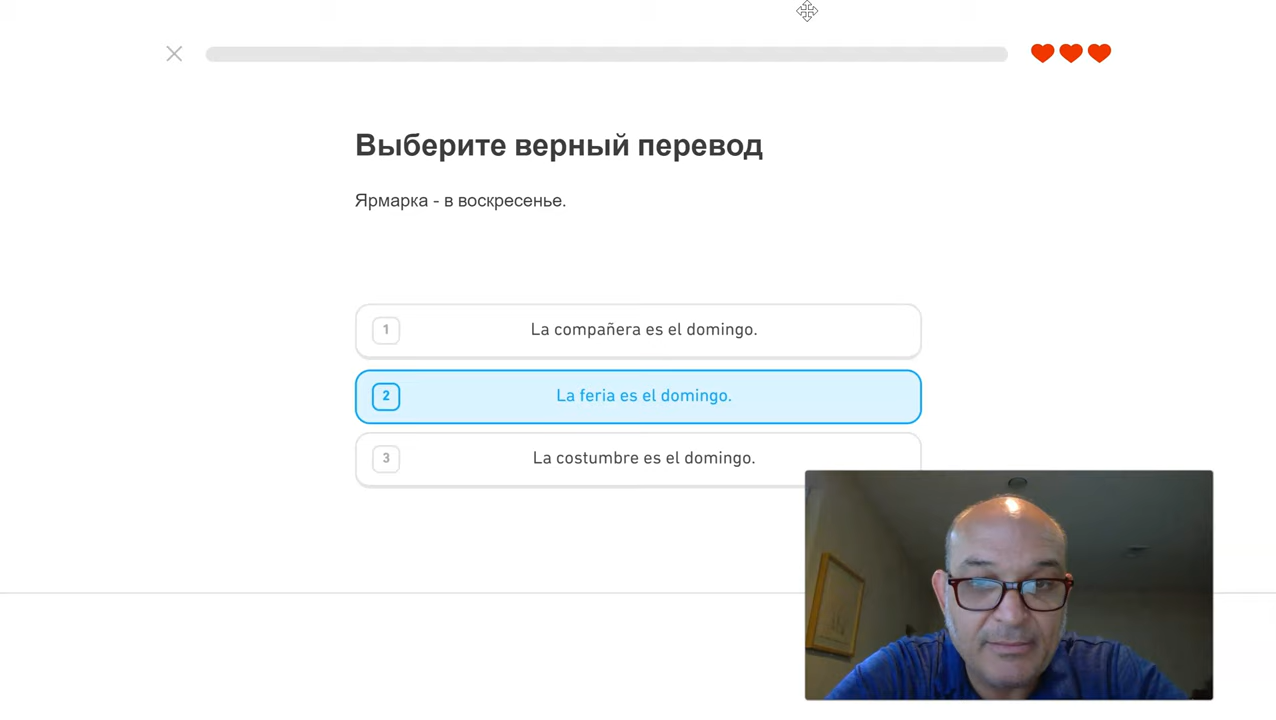 Выберите верный перевод
Ярмарка - в воскресенье.
1 La compañera es el domingo.
2 La feria es el domingo.
3 La costumbre es el domingo.